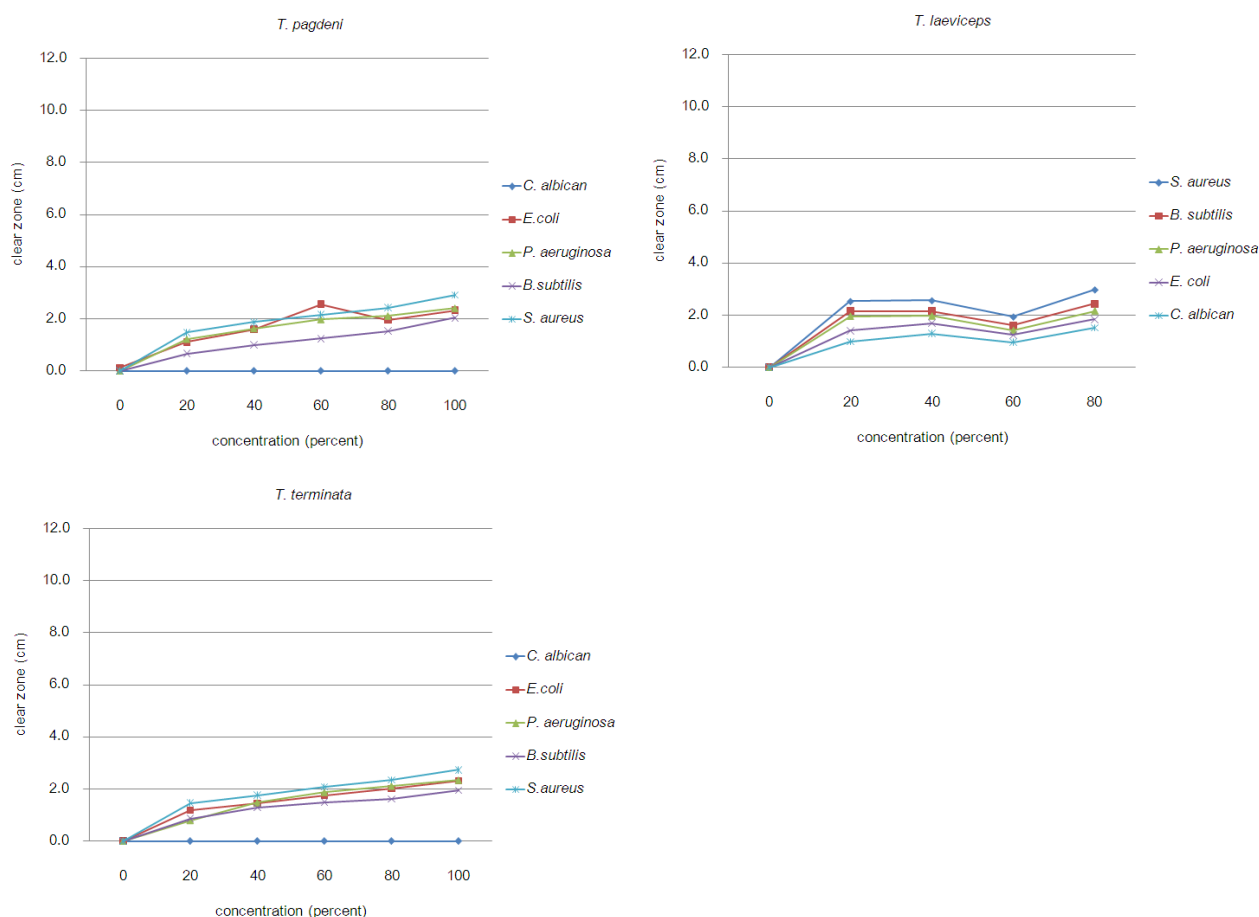 T. pagdeni
12.0
10.0
8.0
6.0
4.0
2.0
0.0
clear zone (cm)
0 20 40 60 80 100
concentration (percent)
C. albican
E.coli
P. aeruginosa
B.subtilis
S. aureus
T. laeviceps
12.0
10.0
8.0
6.0
4.0
2.0
0.0
clear zone (cm)
0 20 40 60 80
concentration (percent)
S. aureus
B. subtilis
P. aeruginosa
E. coli
C. albican
T. terminata
12.0
10.0
8.0
6.0
4.0
2.0
0.0
clear zone (cm)
0 20 40 60 80 100
concentration (percent)
C. albican
E.coli
P. aeruginosa
B.subtilis
S.aureus